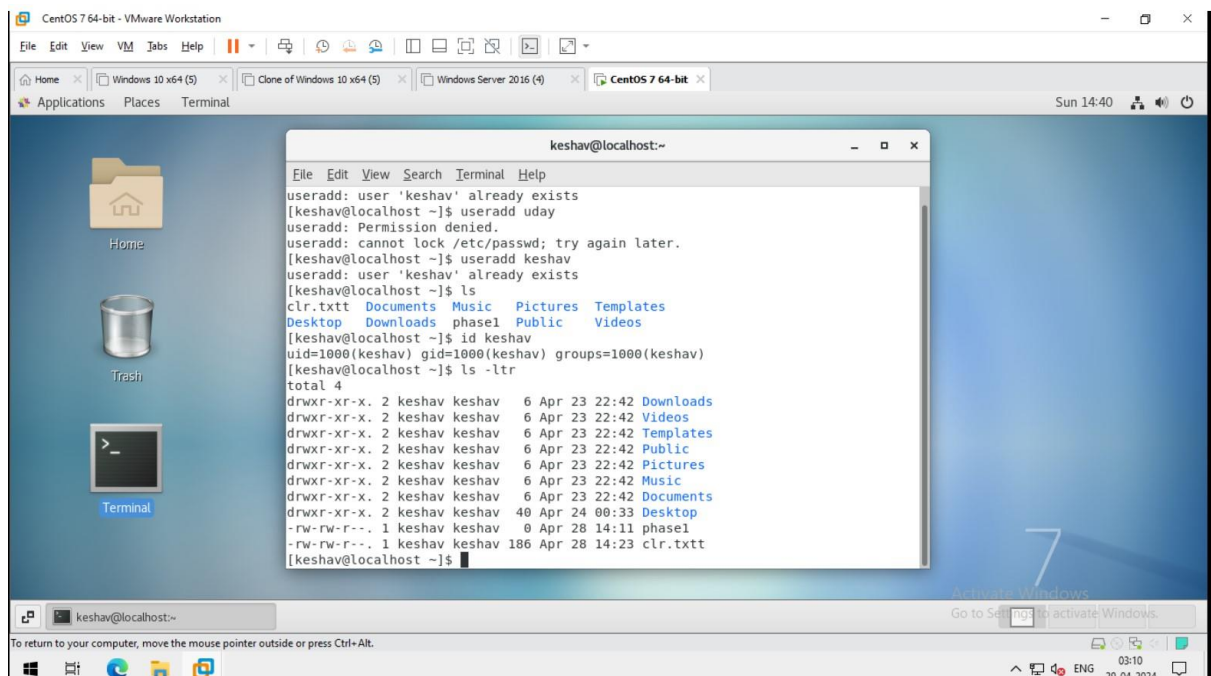 CentOS 7 64-bit - VMware Workstation
File Edit View VM Tabs Help
Home Windows 10 x64 (5) Clone of Windows 10 x64 (5) Windows Server 2016 (4) CentOS 7 64-bit
Applications Places Terminal Sun 14:40
keshav@localhost:~
File Edit View Search Terminal Help
useradd: user 'keshav' already exists
[keshav@localhost ~]$ useradd uday
useradd: Permission denied.
useradd: cannot lock /etc/passwd; try again later.
[keshav@localhost ~]$ useradd keshav
useradd: user 'keshav' already exists
[keshav@localhost ~]$ ls
clr.txtt Documents Music Pictures Templates
Desktop Downloads phase1 Public Videos
[keshav@localhost ~]$ id keshav
uid=1000(keshav) gid=1000(keshav) groups=1000(keshav)
[keshav@localhost ~]$ ls -ltr
total 4
drwxr-xr-x. 2 keshav keshav 6 Apr 23 22:42 Downloads
drwxr-xr-x. 2 keshav keshav 6 Apr 23 22:42 Videos
drwxr-xr-x. 2 keshav keshav 6 Apr 23 22:42 Templates
drwxr-xr-x. 2 keshav keshav 6 Apr 23 22:42 Public
drwxr-xr-x. 2 keshav keshav 6 Apr 23 22:42 Pictures
drwxr-xr-x. 2 keshav keshav 6 Apr 23 22:42 Music
drwxr-xr-x. 2 keshav keshav 6 Apr 23 22:42 Documents
drwxr-xr-x. 2 keshav keshav 40 Apr 24 00:33 Desktop
-rw-rw-r--. 1 keshav keshav 0 Apr 28 14:11 phase1
-rw-rw-r--. 1 keshav keshav 186 Apr 28 14:23 clr.txtt
[keshav@localhost ~]$
Home
Trash
Terminal
7
Activate Windows
Go to Settings to activate Windows.
keshav@localhost:~
To return to your computer, move the mouse pointer outside or press Ctrl+Alt.
ENG 03:10